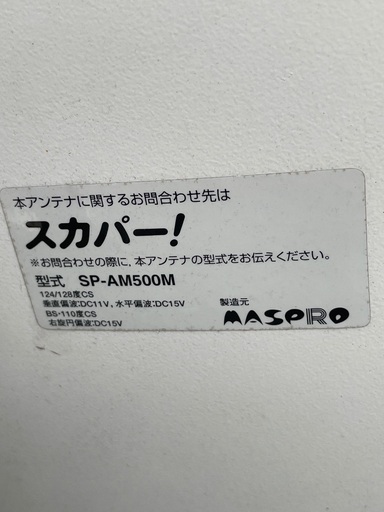 本アンテナに関するお問合わせ先は
スカパー!
※お問合わせの際に、本アンテナの型式をお伝えください。
型式 SP-AM500M
124/128度CS
垂直偏波:DC11V、水平偏波:DC15V
BS・110度CS
右旋円偏波:DC15V
製造元
MASPRO